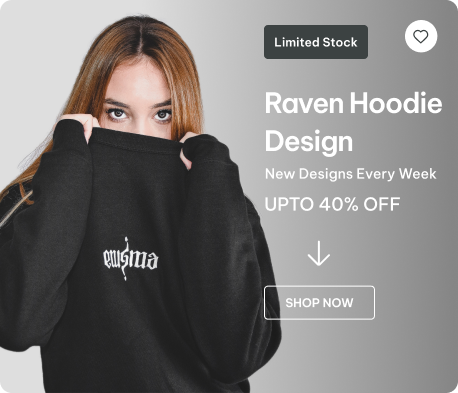 Limited Stock
Raven Hoodie
Design
New Designs Every Week
UPTO 40% OFF
SHOP NOW